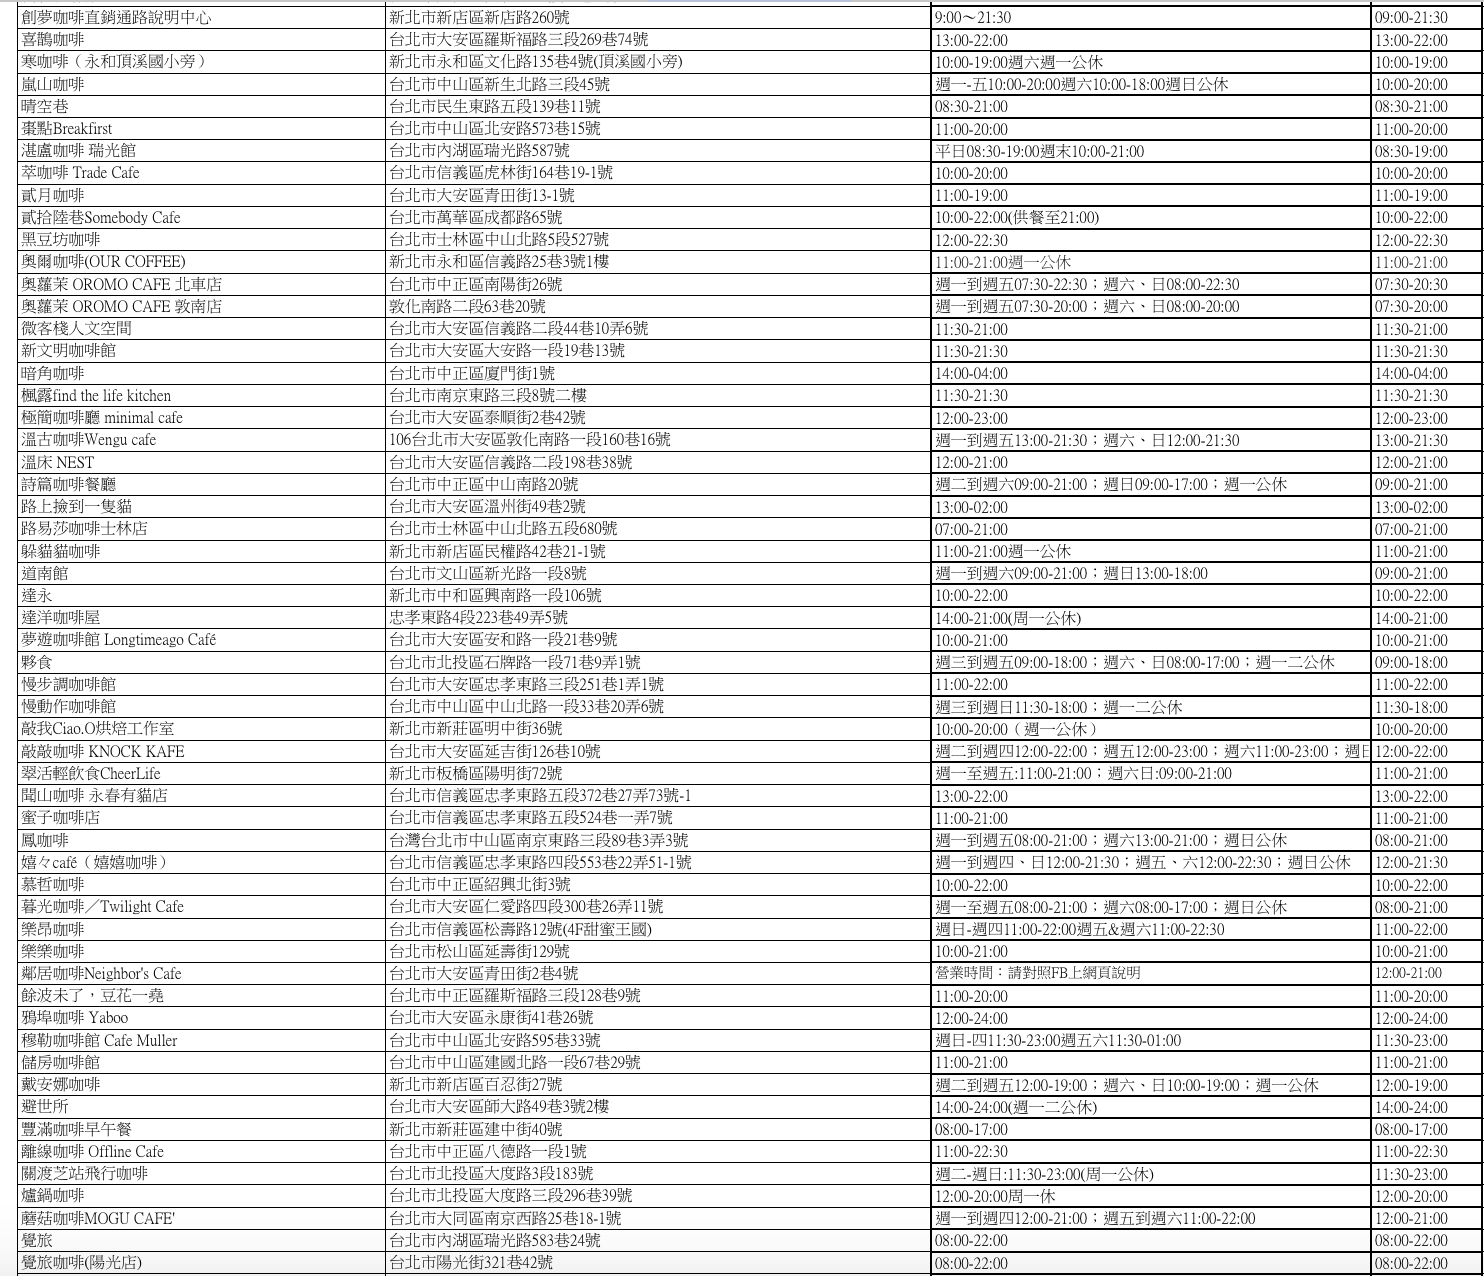 創夢咖啡直銷通路說明中心 新北市新店區新店路260號 9:00～21:30 09:00-21:30
喜鵲咖啡 台北市大安區羅斯福路三段269巷74號 13:00-22:00 13:00-22:00
寒咖啡（永和頂溪國小旁） 新北市永和區文化路135巷4號(頂溪國小旁) 10:00-19:00週六週一公休 10:00-19:00
嵐山咖啡 台北市中山區新生北路三段45號 週一-五10:00-20:00週六10:00-18:00週日公休 10:00-20:00
晴空巷 台北市民生東路五段139巷11號 08:30-21:00 08:30-21:00
棗點Breakfirst 台北市中山區北安路573巷15號 11:00-20:00 11:00-20:00
湛盧咖啡 瑞光館 台北市內湖區瑞光路587號 平日08:30-19:00週末10:00-21:00 08:30-19:00
萃咖啡 Trade Cafe 台北市信義區虎林街164巷19-1號 10:00-20:00 10:00-20:00
貳月咖啡 台北市大安區青田街13-1號 11:00-19:00 11:00-19:00
貳拾陸巷Somebody Cafe 台北市萬華區成都路65號 10:00-22:00(供餐至21:00) 10:00-22:00
黑豆坊咖啡 台北市士林區中山北路5段527號 12:00-22:30 12:00-22:30
奧爾咖啡(OUR COFFEE) 新北市永和區信義路25巷3號1樓 11:00-21:00週一公休 11:00-21:00
奧蘿茉 OROMO CAFE 北車店 台北市中正區南陽街26號 週一到週五07:30-22:30；週六、日08:00-22:30 07:30-20:30
奧蘿茉 OROMO CAFE 敦南店 敦化南路二段63巷20號 週一到週五07:30-20:00；週六、日08:00-20:00 07:30-20:00
微客棧人文空間 台北市大安區信義路二段44巷10弄6號 11:30-21:00 11:30-21:00
新文明咖啡館 台北市大安區大安路一段19巷13號 11:30-21:30 11:30-21:30
暗角咖啡 台北市中正區廈門街1號 14:00-04:00 14:00-04:00
楓露find the life kitchen 台北市南京東路三段8號二樓 11:30-21:30 11:30-21:30
極簡咖啡廳 minimal cafe 台北市大安區泰順街2巷42號 12:00-23:00 12:00-23:00
溫古咖啡Wengu cafe 106台北市大安區敦化南路一段160巷16號 週一到週五13:00-21:30；週六、日12:00-21:30 13:00-21:30
溫床 NEST 台北市大安區信義路二段198巷38號 12:00-21:00 12:00-21:00
詩篇咖啡餐廳 台北市中正區中山南路20號 週二到週六09:00-21:00；週日09:00-17:00；週一公休 09:00-21:00
路上撿到一隻貓 台北市大安區溫州街49巷2號 13:00-02:00 13:00-02:00
路易莎咖啡士林店 台北市士林區中山北路五段680號 07:00-21:00 07:00-21:00
躲貓貓咖啡 新北市新店區民權路42巷21-1號 11:00-21:00週一公休 11:00-21:00
道南館 台北市文山區新光路一段8號 週一到週六09:00-21:00；週日13:00-18:00 09:00-21:00
達永 新北市中和區興南路一段106號 10:00-22:00 10:00-22:00
達洋咖啡屋 忠孝東路4段223巷49弄5號 14:00-21:00(周一公休) 14:00-21:00
夢遊咖啡館 Longtimeago Café 台北市大安區安和路一段21巷9號 10:00-21:00 10:00-21:00
夥食 台北市北投區石牌路一段71巷9弄1號 週三到週五09:00-18:00；週六、日08:00-17:00；週一二公休 09:00-18:00
慢步調咖啡館 台北市大安區忠孝東路三段251巷1弄1號 11:00-22:00 11:00-22:00
慢動作咖啡館 台北市中山區中山北路一段33巷20弄6號 週三到週日11:30-18:00；週一二公休 11:30-18:00
敲我Ciao.O烘焙工作室 新北市新莊區明中街36號 10:00-20:00（週一公休） 10:00-20:00
敲敲咖啡 KNOCK KAFE 台北市大安區延吉街126巷10號 週二到週四12:00-22:00；週五12:00-23:00；週六11:00-23:00；週日 12:00-22:00
翠活輕飲食CheerLife 新北市板橋區陽明街72號 週一至週五:11:00-21:00；週六日:09:00-21:00 11:00-21:00
聞山咖啡 永春有貓店 台北市信義區忠孝東路五段372巷27弄73號-1 13:00-22:00 13:00-22:00
蜜子咖啡店 台北市信義區忠孝東路五段524巷一弄7號 11:00-21:00 11:00-21:00
鳳咖啡 台灣台北市中山區南京東路三段89巷3弄3號 週一到週五08:00-21:00；週六13:00-21:00；週日公休 08:00-21:00
嬉々café（嬉嬉咖啡） 台北市信義區忠孝東路四段553巷22弄51-1號 週一到週四、日12:00-21:30；週五、六12:00-22:30；週日公休 12:00-21:30
慕哲咖啡 台北市中正區紹興北街3號 10:00-22:00 10:00-22:00
暮光咖啡／Twilight Cafe 台北市大安區仁愛路四段300巷26弄11號 週一至週五08:00-21:00；週六08:00-17:00；週日公休 08:00-21:00
樂昂咖啡 台北市信義區松壽路12號(4F甜蜜王國) 週日-週四11:00-22:00週五&週六11:00-22:30 11:00-22:00
樂樂咖啡 台北市松山區延壽街129號 10:00-21:00 10:00-21:00
鄰居咖啡Neighbor's Cafe 台北市大安區青田街2巷4號 營業時間：請對照FB上網頁說明 12:00-21:00
餘波未了，豆花一堯 台北市中正區羅斯福路三段128巷9號 11:00-20:00 11:00-20:00
鴉埠咖啡 Yaboo 台北市大安區永康街41巷26號 12:00-24:00 12:00-24:00
穆勒咖啡館 Cafe Muller 台北市中山區北安路595巷33號 週日-四11:30-23:00週五六11:30-01:00 11:30-23:00
儲房咖啡館 台北市中山區建國北路一段67巷29號 11:00-21:00 11:00-21:00
戴安娜咖啡 新北市新店區百忍街27號 週二到週五12:00-19:00；週六、日10:00-19:00；週一公休 12:00-19:00
避世所 台北市大安區師大路49巷3號2樓 14:00-24:00(週一二公休) 14:00-24:00
豐滿咖啡早午餐 新北市新莊區建中街40號 08:00-17:00 08:00-17:00
離線咖啡 Offline Cafe 台北市中正區八德路一段1號 11:00-22:30 11:00-22:30
關渡芝站飛行咖啡 台北市北投區大度路3段183號 週二-週日:11:30-23:00(周一公休) 11:30-23:00
爐鍋咖啡 台北市北投區大度路三段296巷39號 12:00-20:00周一休 12:00-20:00
蘑菇咖啡MOGU CAFE' 台北市大同區南京西路25巷18-1號 週一到週四12:00-21:00；週五到週六11:00-22:00 12:00-21:00
覺旅 台北市內湖區瑞光路583巷24號 08:00-22:00 08:00-22:00
覺旅咖啡(陽光店) 台北市陽光街321巷42號 08:00-22:00 08:00-22:00